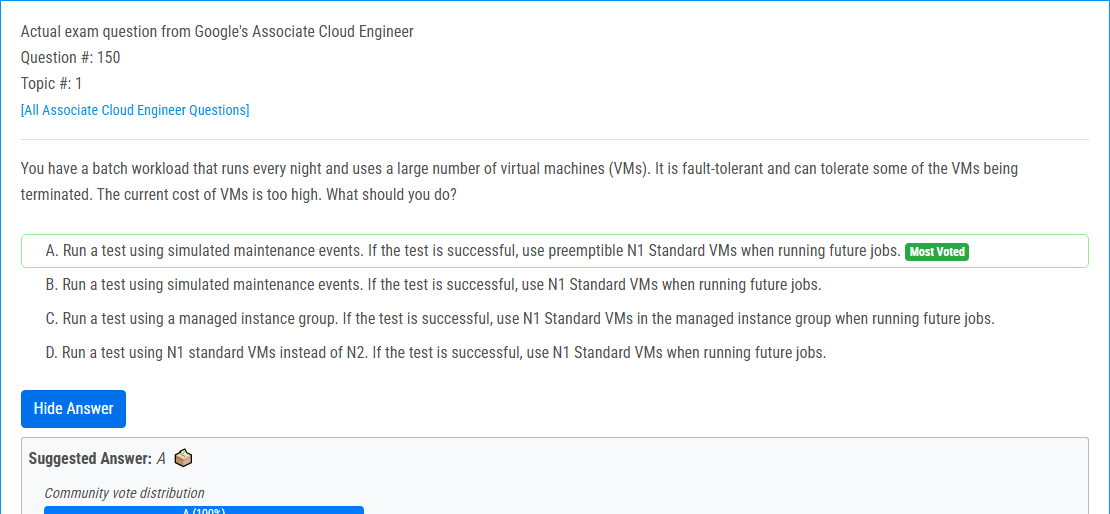 Actual exam question from Google's Associate Cloud Engineer
Question #: 150
Topic #: 1
[All Associate Cloud Engineer Questions]
You have a batch workload that runs every night and uses a large number of virtual machines (VMs). It is fault-tolerant and can tolerate some of the VMs being
terminated. The current cost of VMs is too high. What should you do?
A. Run a test using simulated maintenance events. If the test is successful, use preemptible N1 Standard VMs when running future jobs. Most Voted
B. Run a test using simulated maintenance events. If the test is successful, use N1 Standard VMs when running future jobs.
C. Run a test using a managed instance group. If the test is successful, use N1 Standard VMs in the managed instance group when running future jobs.
D. Run a test using N1 standard VMs instead of N2. If the test is successful, use N1 Standard VMs when running future jobs.
Hide Answer
Suggested Answer: A
Community vote distribution
A (100%)